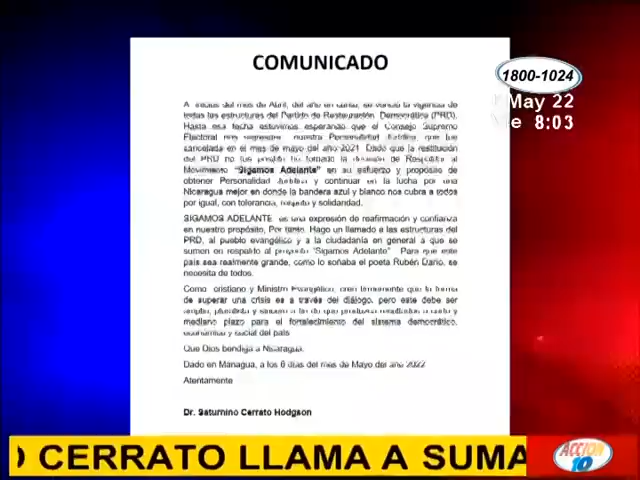 COMUNICADO
1800-1024
May 22
8:03
A inicios del mes de Abril, del año en curso, se venció la vigencia de
todas las estructuras del Partido de Restauración Democrática (PRD).
Hasta esa fecha estuvimos esperando que el Consejo Supremo
Electoral nos regresara nuestra Personalidad Jurídica, que fue
cancelada en el mes de mayo del año 2021. Dado que la restitución
del PRD no fue posible he tomado la decisión de Respaldar al
Movimiento "Sigamos Adelante" en su esfuerzo y propósito de
obtener Personalidad Jurídica y continuar en la lucha por una
Nicaragua mejor en donde la bandera azul y blanco nos cubra a todos
por igual, con tolerancia, respeto y solidaridad.
SIGAMOS ADELANTE es una expresión de reafirmación y confianza
en nuestro propósito, Por tanto, Hago un llamado a las estructuras del
PRD, al pueblo evangélico y a la ciudadanía en general a que se
sumen en respaldo al proyecto "Sigamos Adelante" Para que este
país sea realmente grande, como lo soñaba el poeta Rubén Darío, se
necesita de todos.
Como cristiano y Ministro Evangélico, creo firmemente que la forma
de superar una crisis es a través del diálogo, pero este debe ser
amplio, pluralista y sincero a fin de que produzca resultados a corto y
mediano plazo para el fortalecimiento del sistema democrático,
económico y social del país
Que Dios bendiga a Nicaragua.
Dado en Managua, a los 6 días del mes de Mayo del año 2022
Atentamente
Dr. Saturnino Cerrato Hodgson
O CERRATO LLAMA A SUMA
ACCION
10